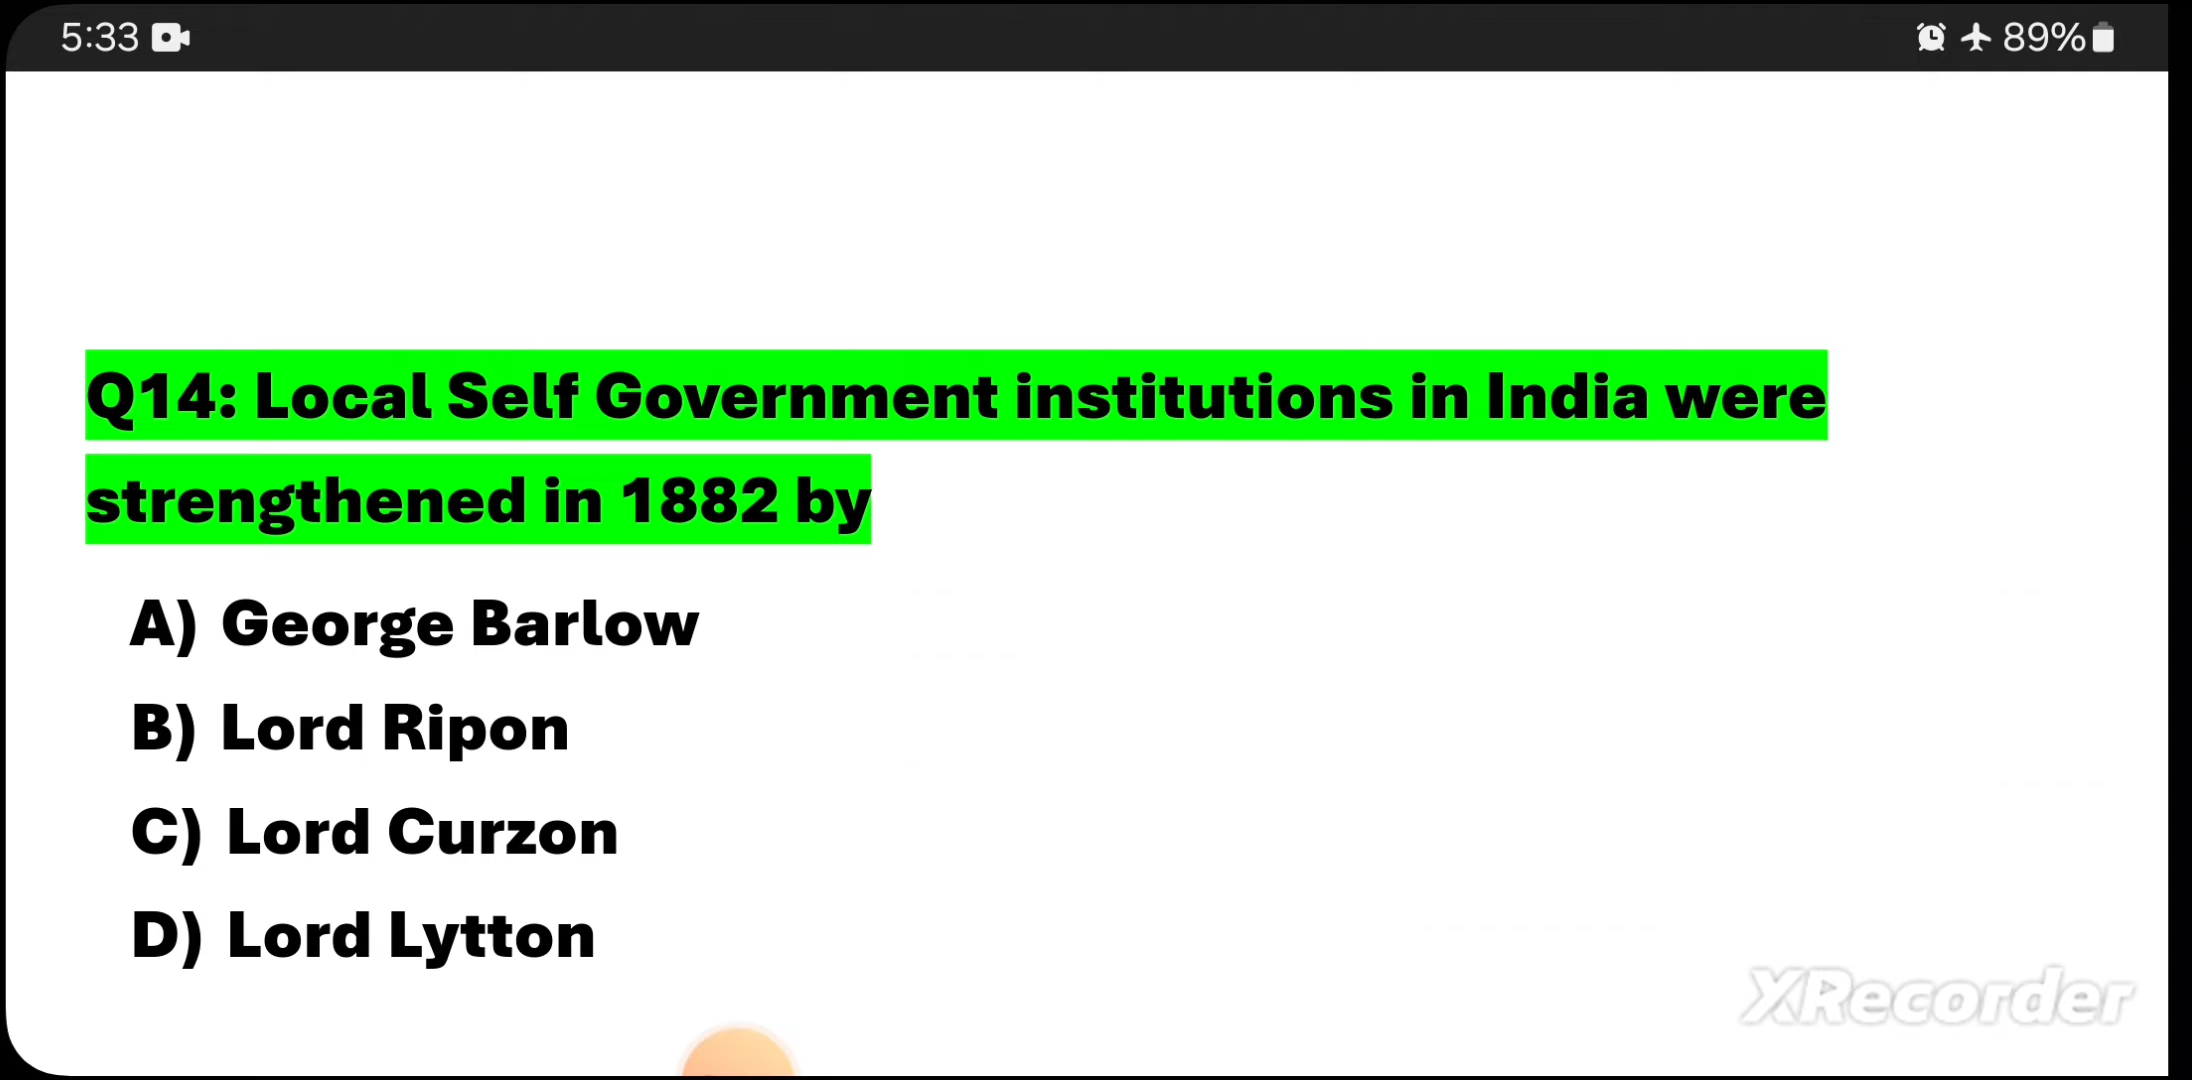 5:33 89%
Q14: Local Self Government institutions in India were
strengthened in 1882 by
A) George Barlow
B) Lord Ripon
C) Lord Curzon
D) Lord Lytton
XRecorder